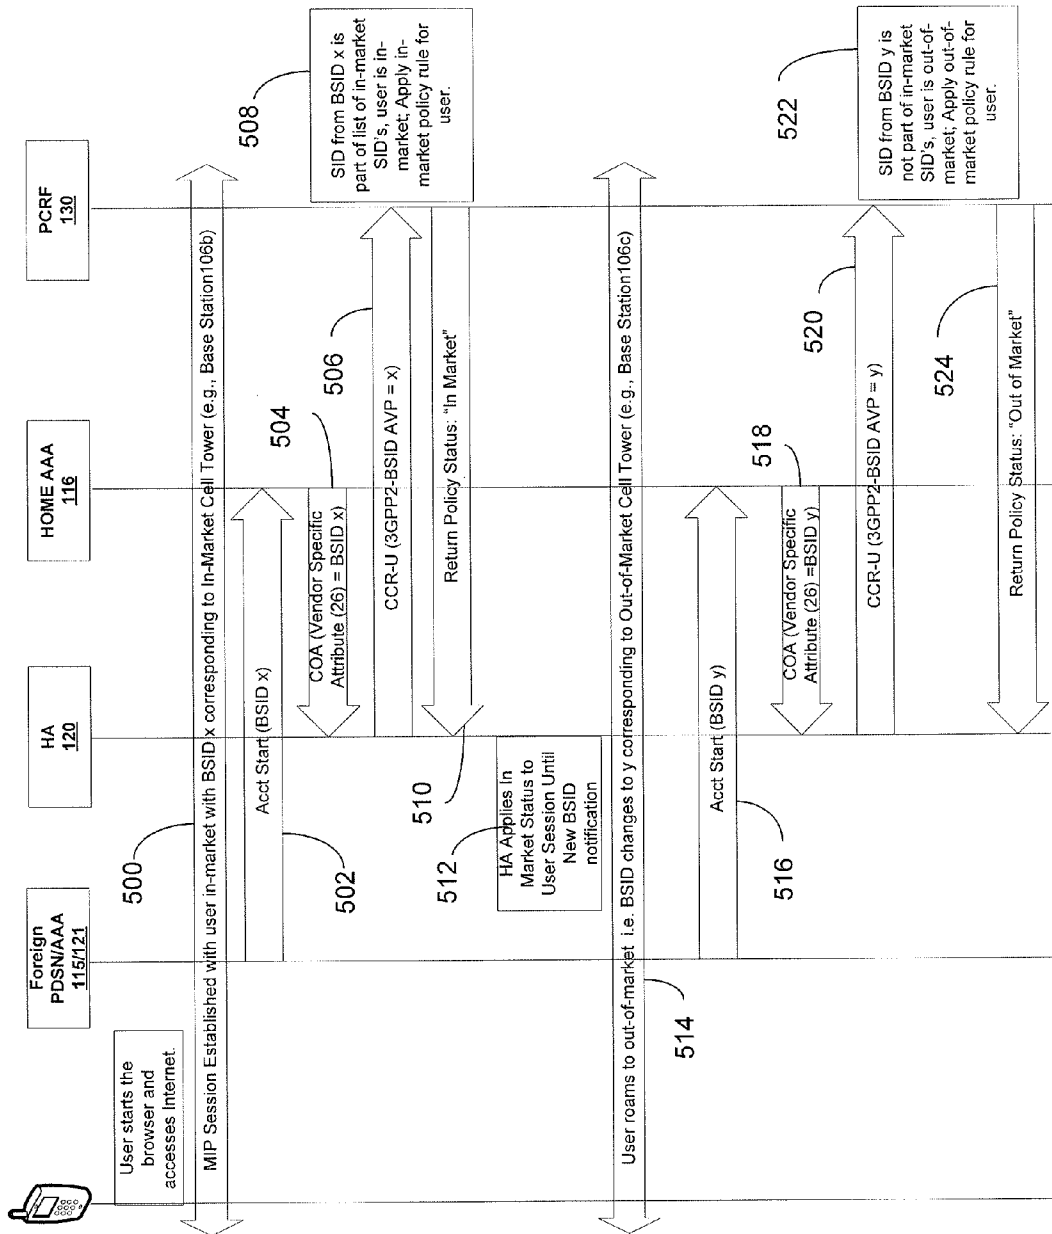 Foreign
PDSN/AAA
115/121
HA
120
HOME AAA
116
PCRF
130
User starts the
browser and
accesses Internet.
500
MIP Session Established with user in-market with BSID x corresponding to In-Market Cell Tower (e.g., Base Station106b)
Acct Start (BSID x)
502
504
COA (Vendor Specific
Attribute (26) = BSID x)
506
CCR-U (3GPP2-BSID AVP = x)
508
SID from BSID x is
part of list of in-market
SID's, user is in-
market; Apply in-
market policy rule for
user.
Return Policy Status: "In Market"
510
512
HA Applies In
Market Status to
User Session Until
New BSID
notification
User roams to out-of-market i.e. BSID changes to y corresponding to Out-of-Market Cell Tower (e.g., Base Station106c)
514
Acct Start (BSID y)
516
518
COA (Vendor Specific
Attribute (26) =BSID y)
520
CCR-U (3GPP2-BSID AVP = y)
522
SID from BSID y is
not part of in-market
SID's, user is out-of-
market; Apply out-of-
market policy rule for
user.
524
Return Policy Status: "Out of Market"